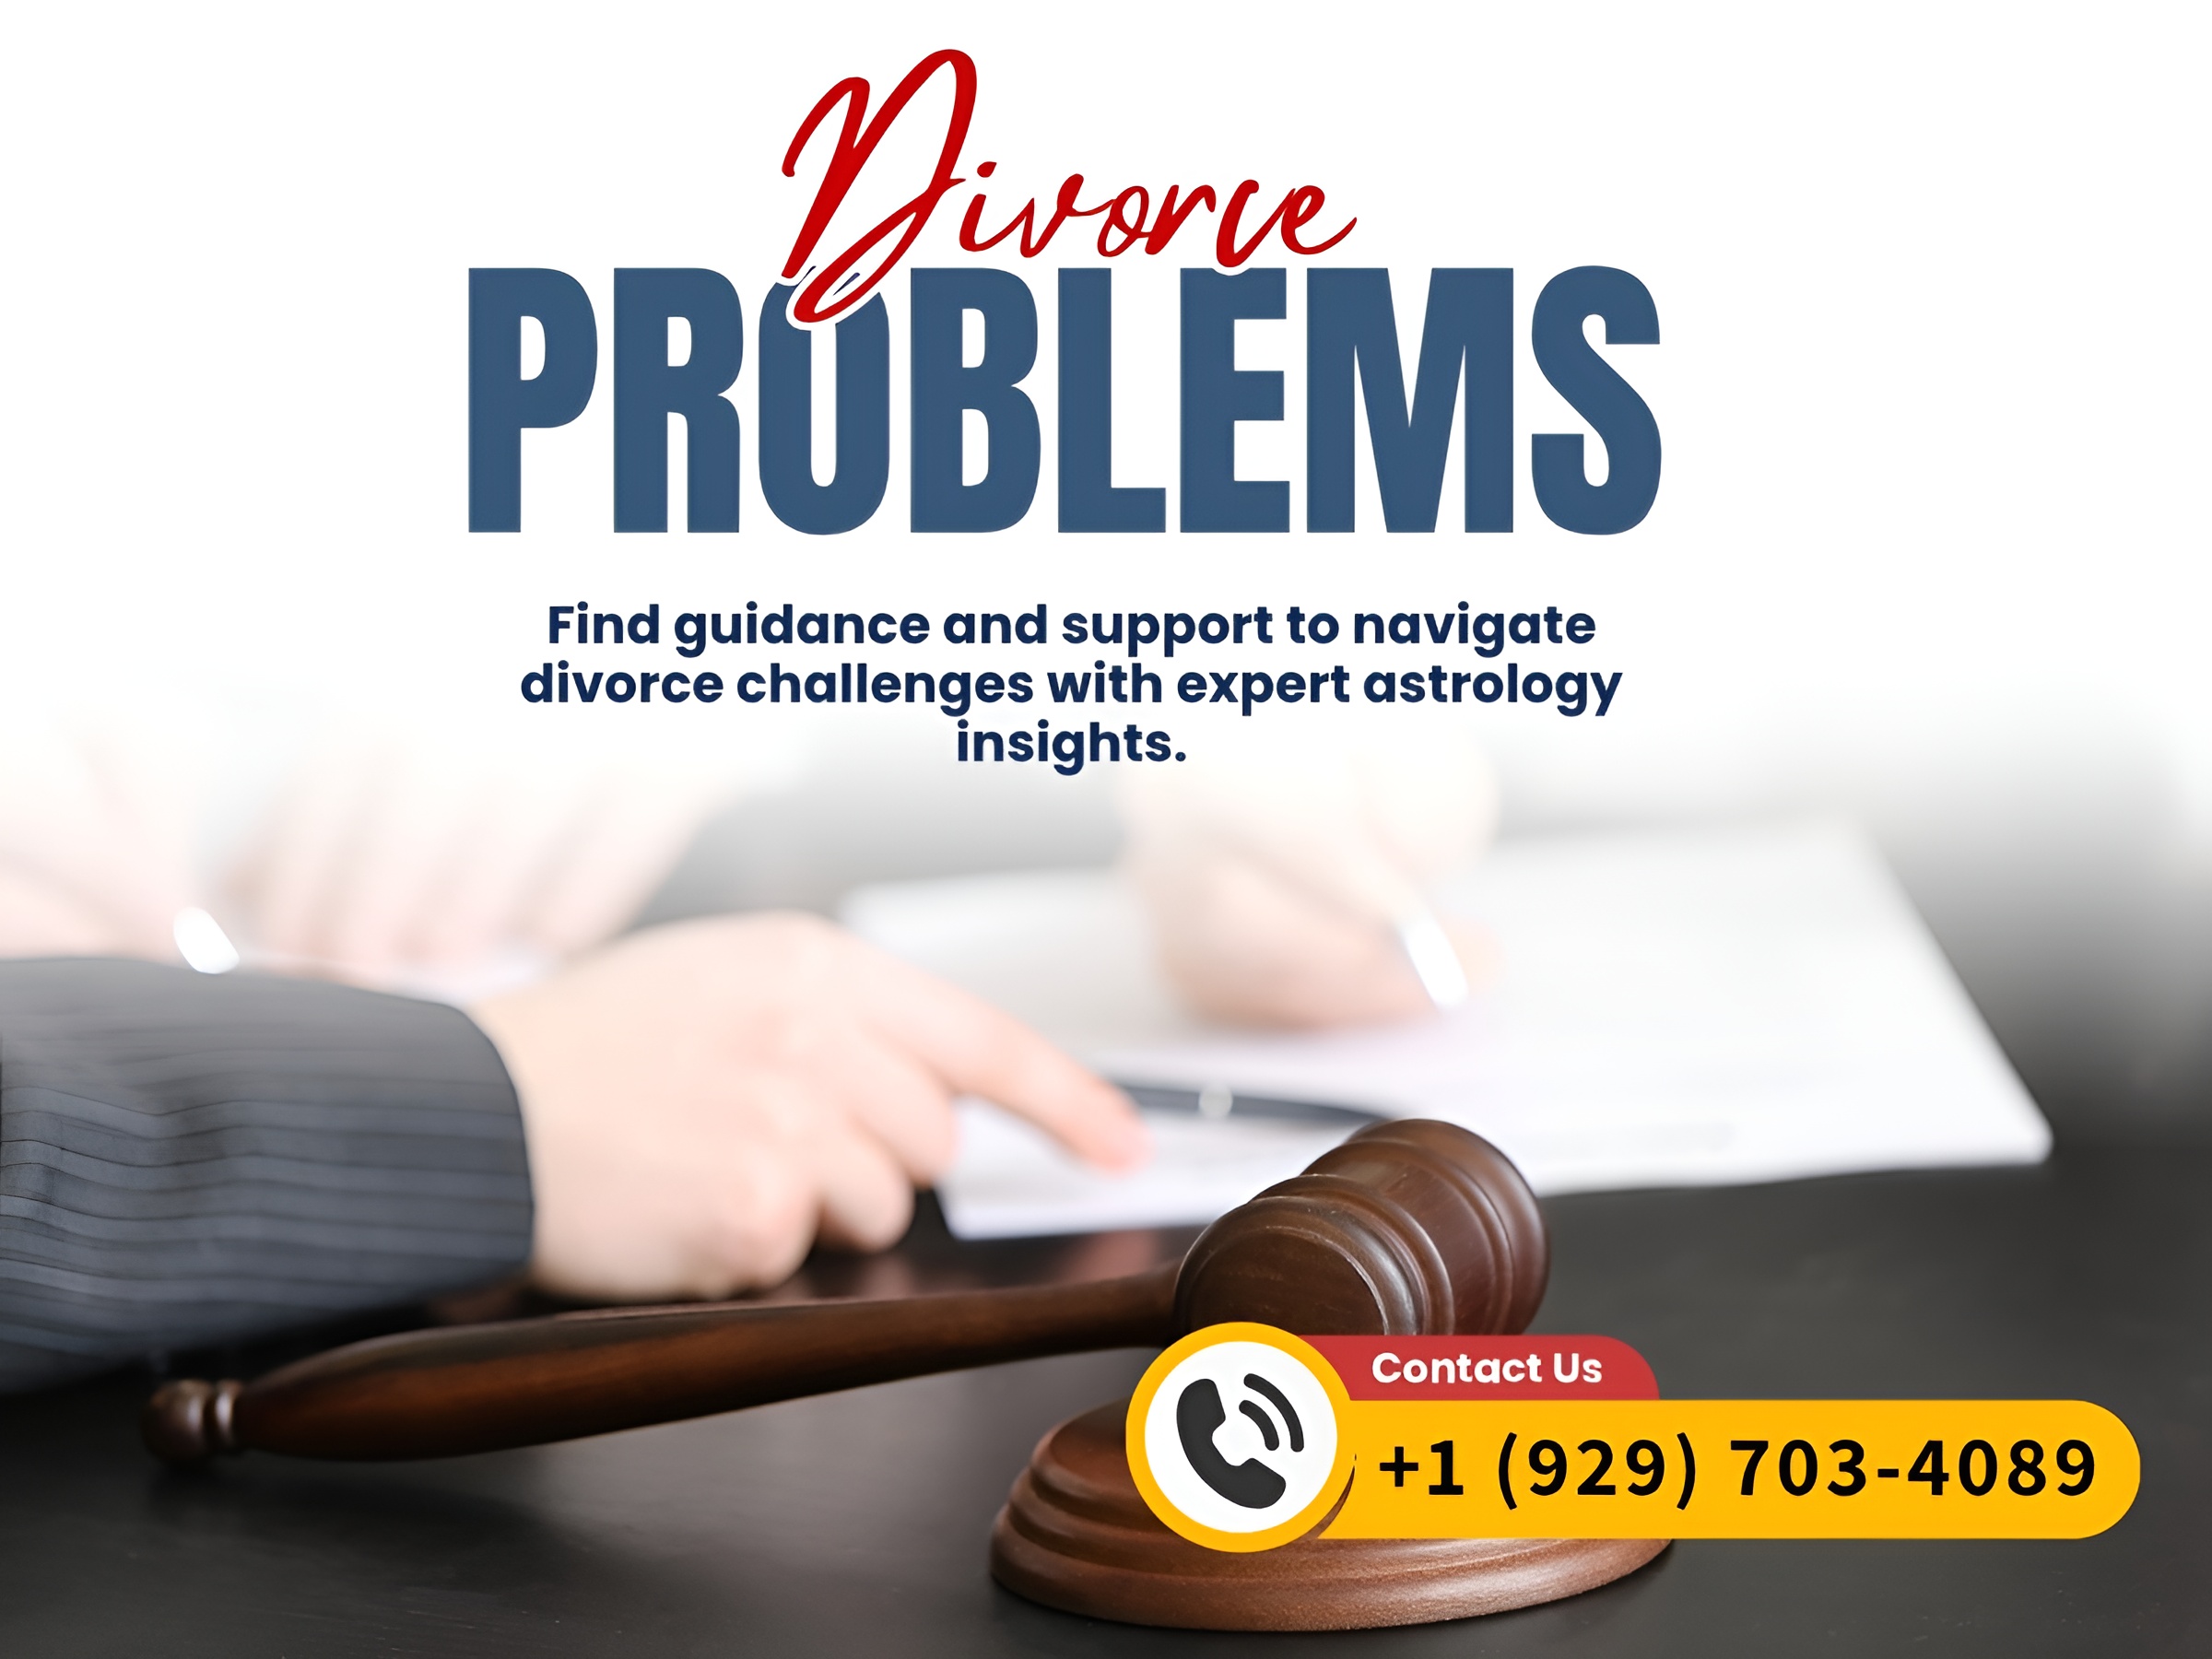 Divorce
PROBLEMS
Find guidance and support to navigate
divorce challenges with expert astrology
insights.
Contact Us
+1 (929) 703-4089